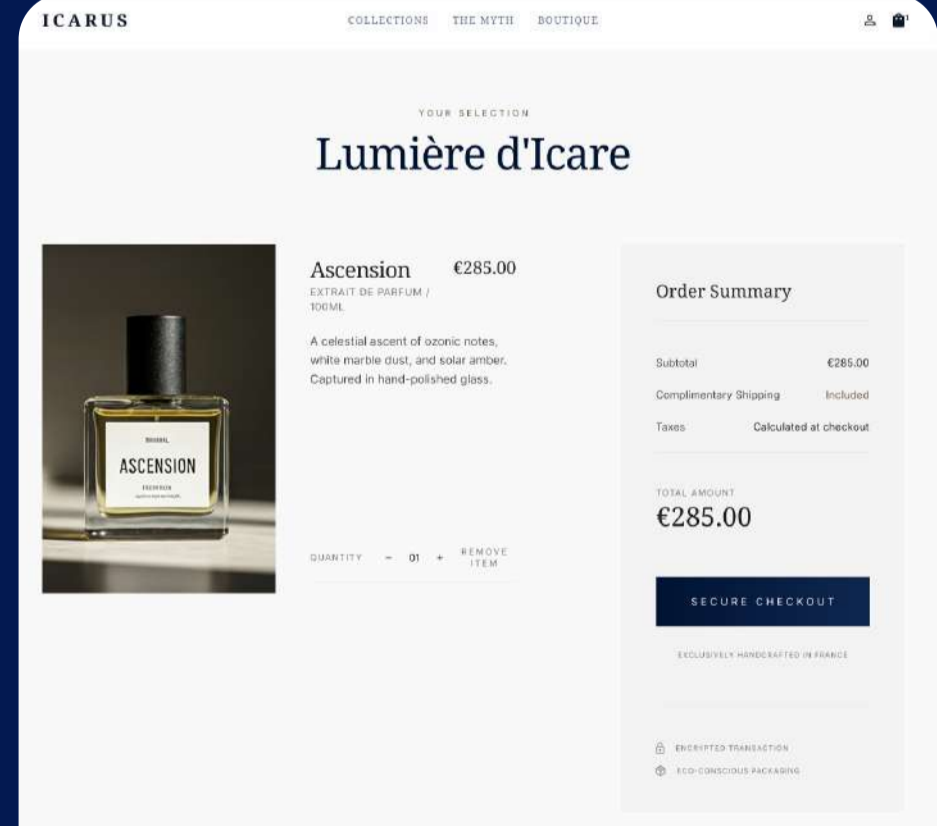 ICARUS
COLLECTIONS THE MYTH BOUTIQUE
1
YOUR SELECTION
Lumière d'Icare
ASCENSION
Ascension €285.00
EXTRAIT DE PARFUM /
100ML
A celestial ascent of ozonic notes,
white marble dust, and solar amber.
Captured in hand-polished glass.
QUANTITY − 01 + REMOVE
ITEM
Order Summary
Subtotal €285.00
Complimentary Shipping Included
Taxes Calculated at checkout
TOTAL AMOUNT
€285.00
SECURE CHECKOUT
EXCLUSIVELY HANDCRAFTED IN FRANCE
ENCRYPTED TRANSACTION
ECO-CONSCIOUS PACKAGING